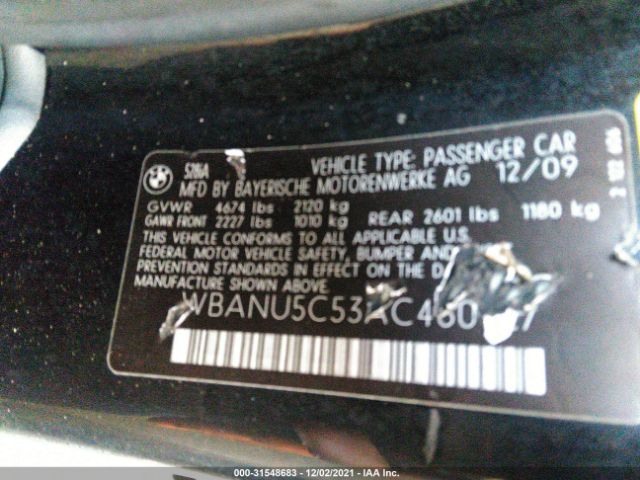 BMW
528iA
VEHICLE TYPE: PASSENGER CAR
MFD BY BAYERISCHE MOTORENWERKE AG 12/09
GVWR 4674 lbs 2120 kg
GAWR FRONT 2227 lbs 1010 kg REAR 2601 lbs 1180 kg
THIS VEHICLE CONFORMS TO ALL APPLICABLE U.S.
FEDERAL MOTOR VEHICLE SAFETY, BUMPER AND
PREVENTION STANDARDS IN EFFECT ON THE
MANUFACTURE SHOWN ABOVE.
000-31548683 - 12/02/2021 - IAA Inc.